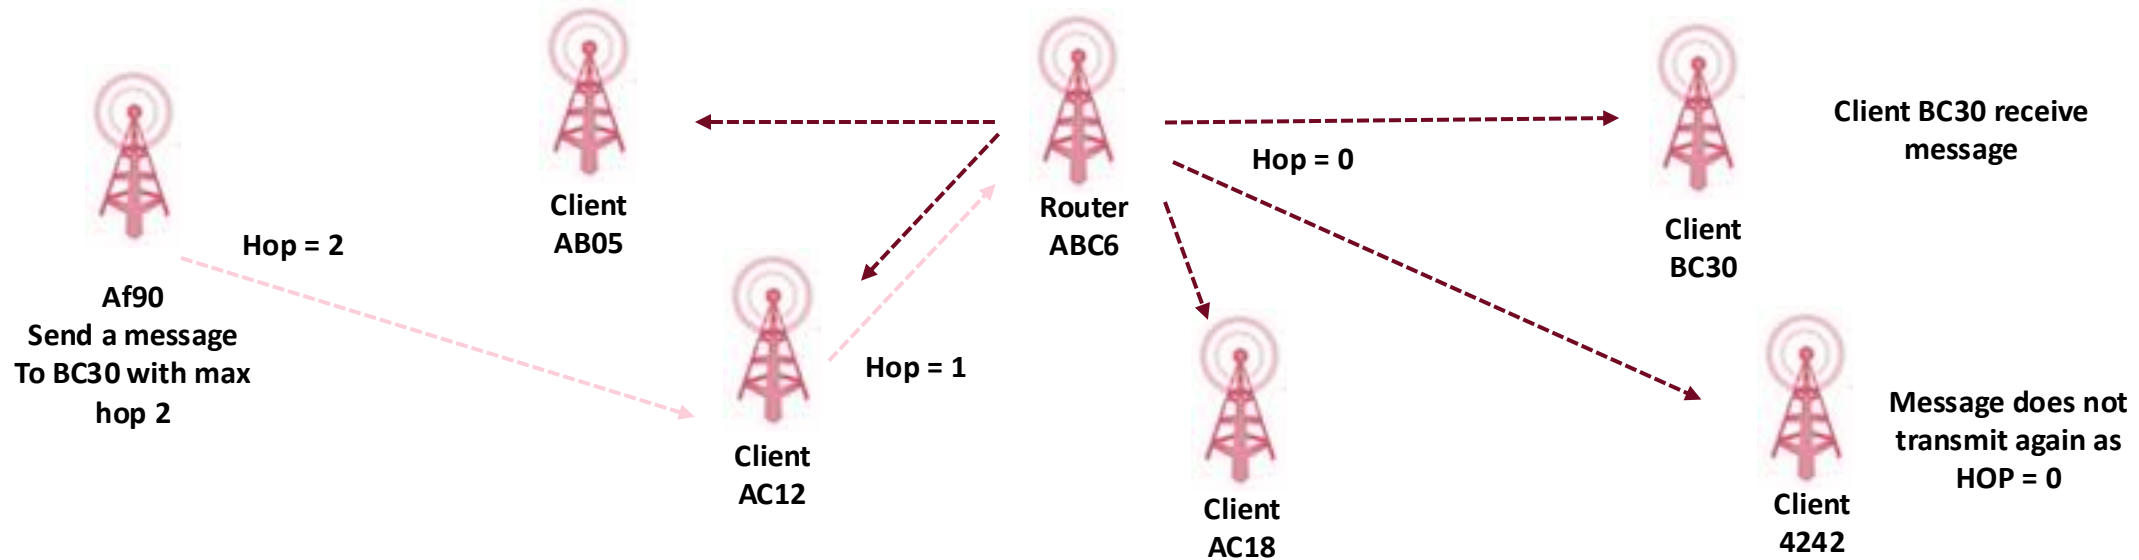 Af90
Send a message
To BC30 with max
hop 2
Hop = 2
Client
AB05
Client
AC12
Hop = 1
Router
ABC6
Hop = 0
Client
AC18
Client
BC30
Client BC30 receive
message
Client
4242
Message does not
transmit again as
HOP = 0